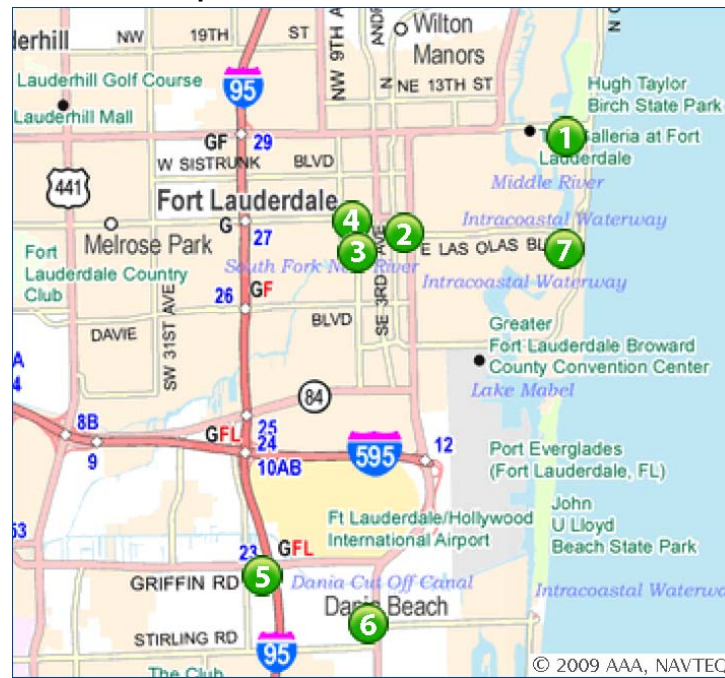 Wilton
Manors
derhill
NW 19TH ST
NW 9TH A
ANDR
N
N O
NE 13TH ST
95
Lauderhill Golf Course
Lauderhill Mall
Hugh Taylor
Birch State Park
1
Galleria at Fort
Lauderdale
GF 29
W SISTRUNK BLVD
441
Middle River
Fort Lauderdale
4
Intracoastal Waterway
G
27
Melrose Park
3
2
AVE
E LAS OLAS BL
7
Fort
Lauderdale Country
Club
South Fork New River
Intracoastal Waterway
26 GF
SW 31ST AVE
SE 3RD
DAVIE BLVD
Greater
Fort Lauderdale Broward
County Convention Center
A
4
Lake Mabel
84
8B
9
GFL
25
24
10AB
595
12
Port Everglades
(Fort Lauderdale, FL)
53
Ft Lauderdale/Hollywood
International Airport
John
U Lloyd
Beach State Park
23 GFL
5
GRIFFIN RD
Dania Cut Off Canal
Intracoastal Waterwa
Dania Beach
6
STIRLING RD
95
The Club
© 2009 AAA, NAVTEQ